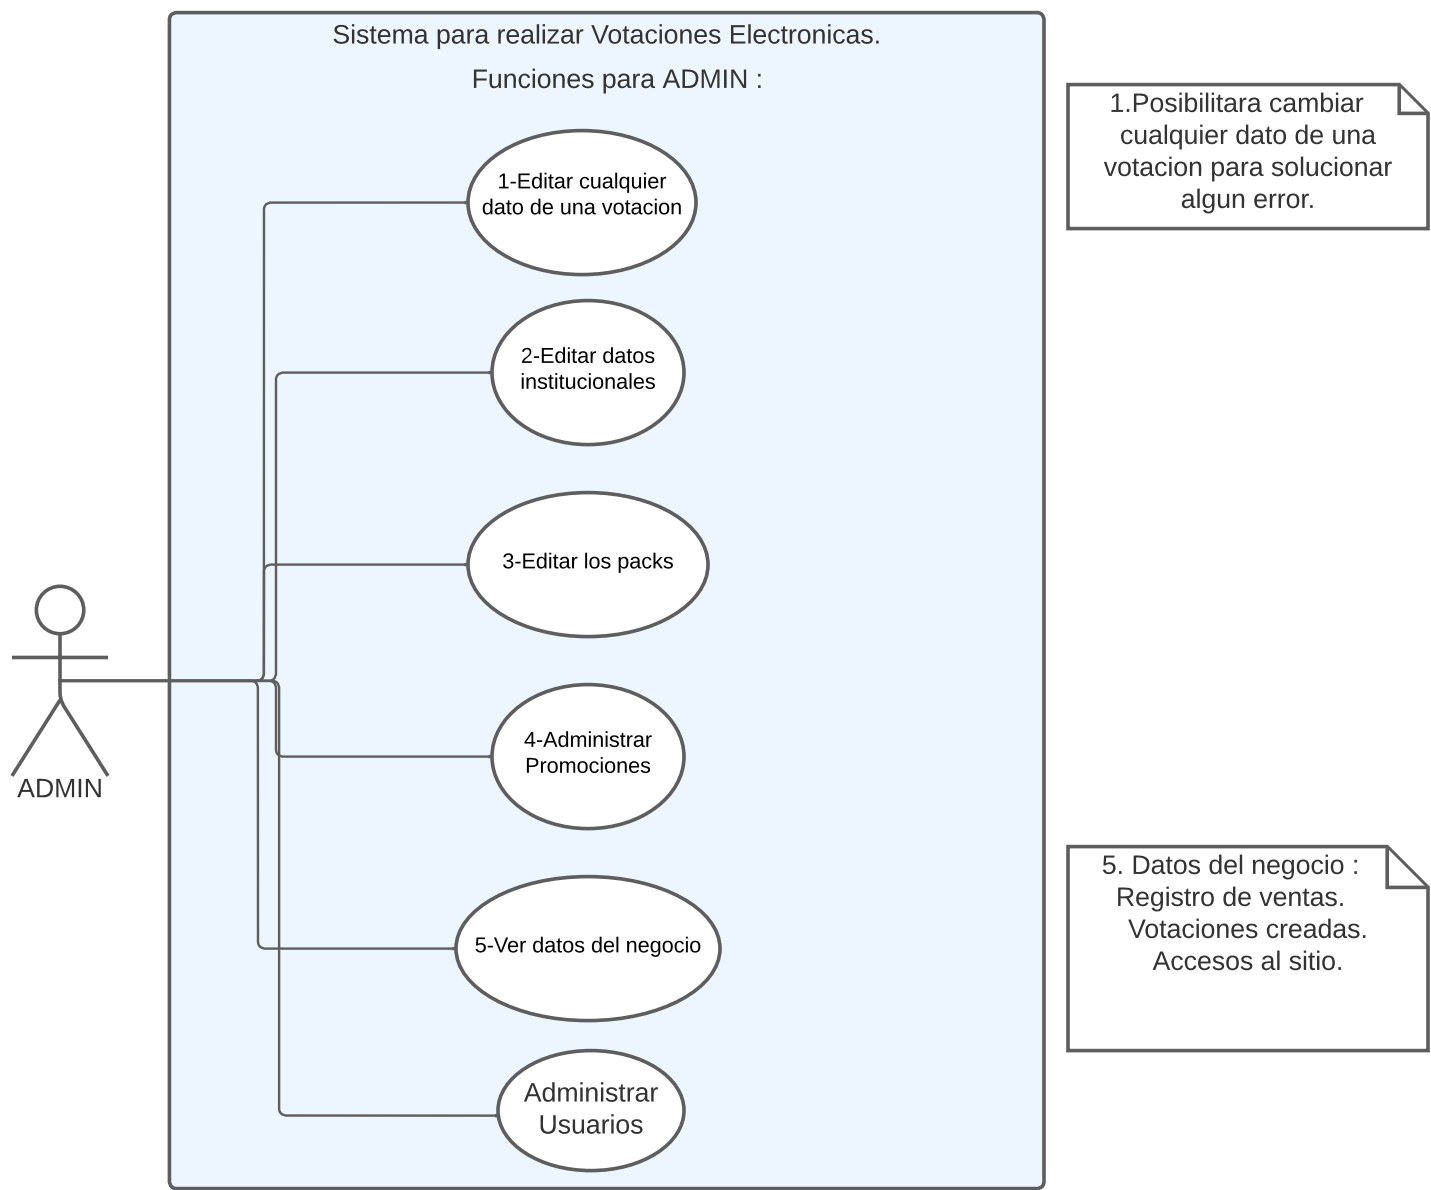 Sistema para realizar Votaciones Electronicas.
Funciones para ADMIN :
1.Posibilitara cambiar
cualquier dato de una
votacion para solucionar
algun error.
1-Editar cualquier
dato de una votacion
2-Editar datos
institucionales
3-Editar los packs
4-Administrar
Promociones
ADMIN
5. Datos del negocio :
Registro de ventas.
Votaciones creadas.
Accesos al sitio.
5-Ver datos del negocio
Administrar
Usuarios